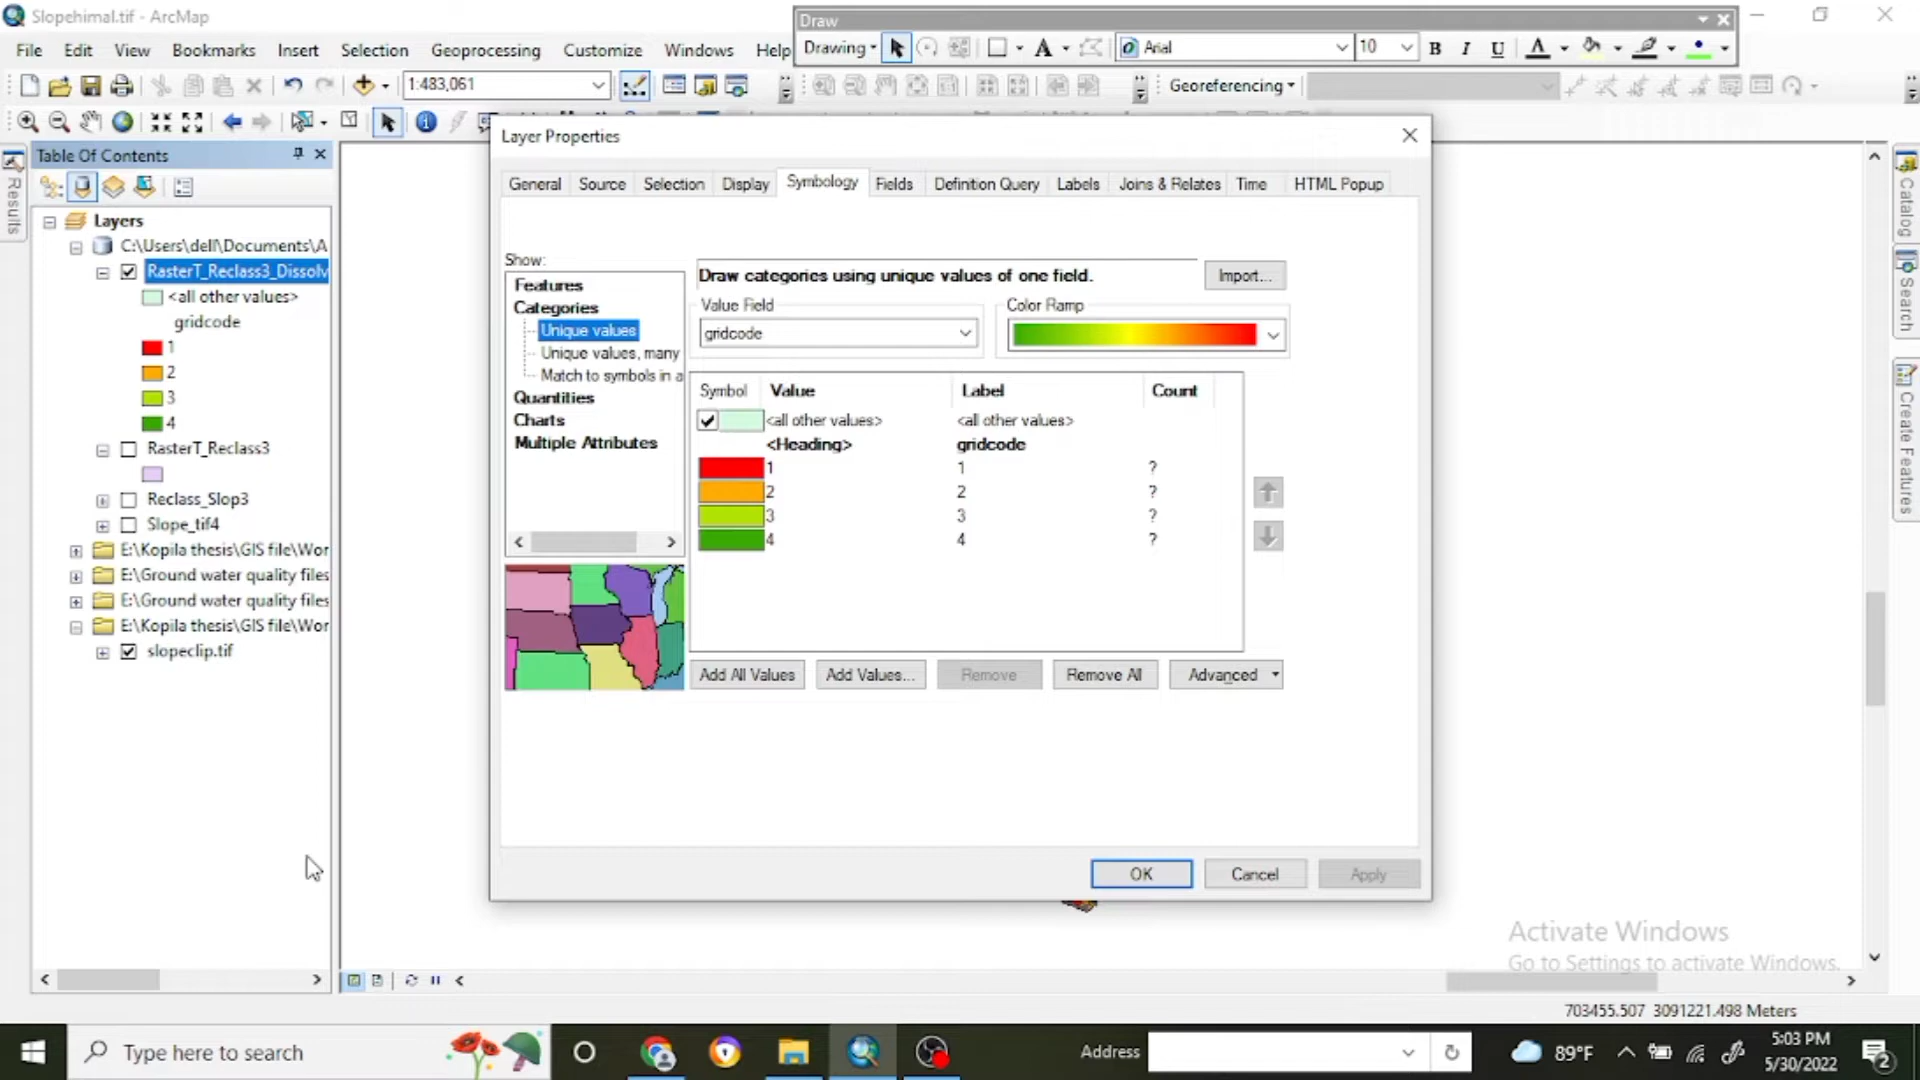 Slopehimal.tif - ArcMap
Draw
File Edit View Bookmarks Insert Selection Geoprocessing Customize Windows Help
Drawing Arial 10 B I U A
1:483,061
Georeferencing
Table Of Contents
Layers
C:\Users\dell\Documents\A
RasterT_Reclass3_Dissolv
<all other values>
gridcode
1
2
3
4
RasterT_Reclass3
Reclass_Slop3
Slope_tif4
E:\Kopila thesis\GIS file\Wor
E:\Ground water quality files
E:\Ground water quality files
E:\Kopila thesis\GIS file\Wor
slopeclip.tif
Results
Layer Properties
General Source Selection Display Symbology Fields Definition Query Labels Joins & Relates Time HTML Popup
Show:
Features
Categories
Unique values
Unique values, many
Match to symbols in a
Quantities
Charts
Multiple Attributes
Draw categories using unique values of one field.
Import...
Value Field
gridcode
Color Ramp
Symbol Value Label Count
<all other values> <all other values>
<Heading> gridcode
1 1 ?
2 2 ?
3 3 ?
4 4 ?
Add All Values Add Values... Remove Remove All Advanced
OK Cancel Apply
Catalog
Search
Create Features
Activate Windows
Go to Settings to activate Windows.
703455.507 3091221.498 Meters
Type here to search
Address
89°F
5:03 PM
5/30/2022
2